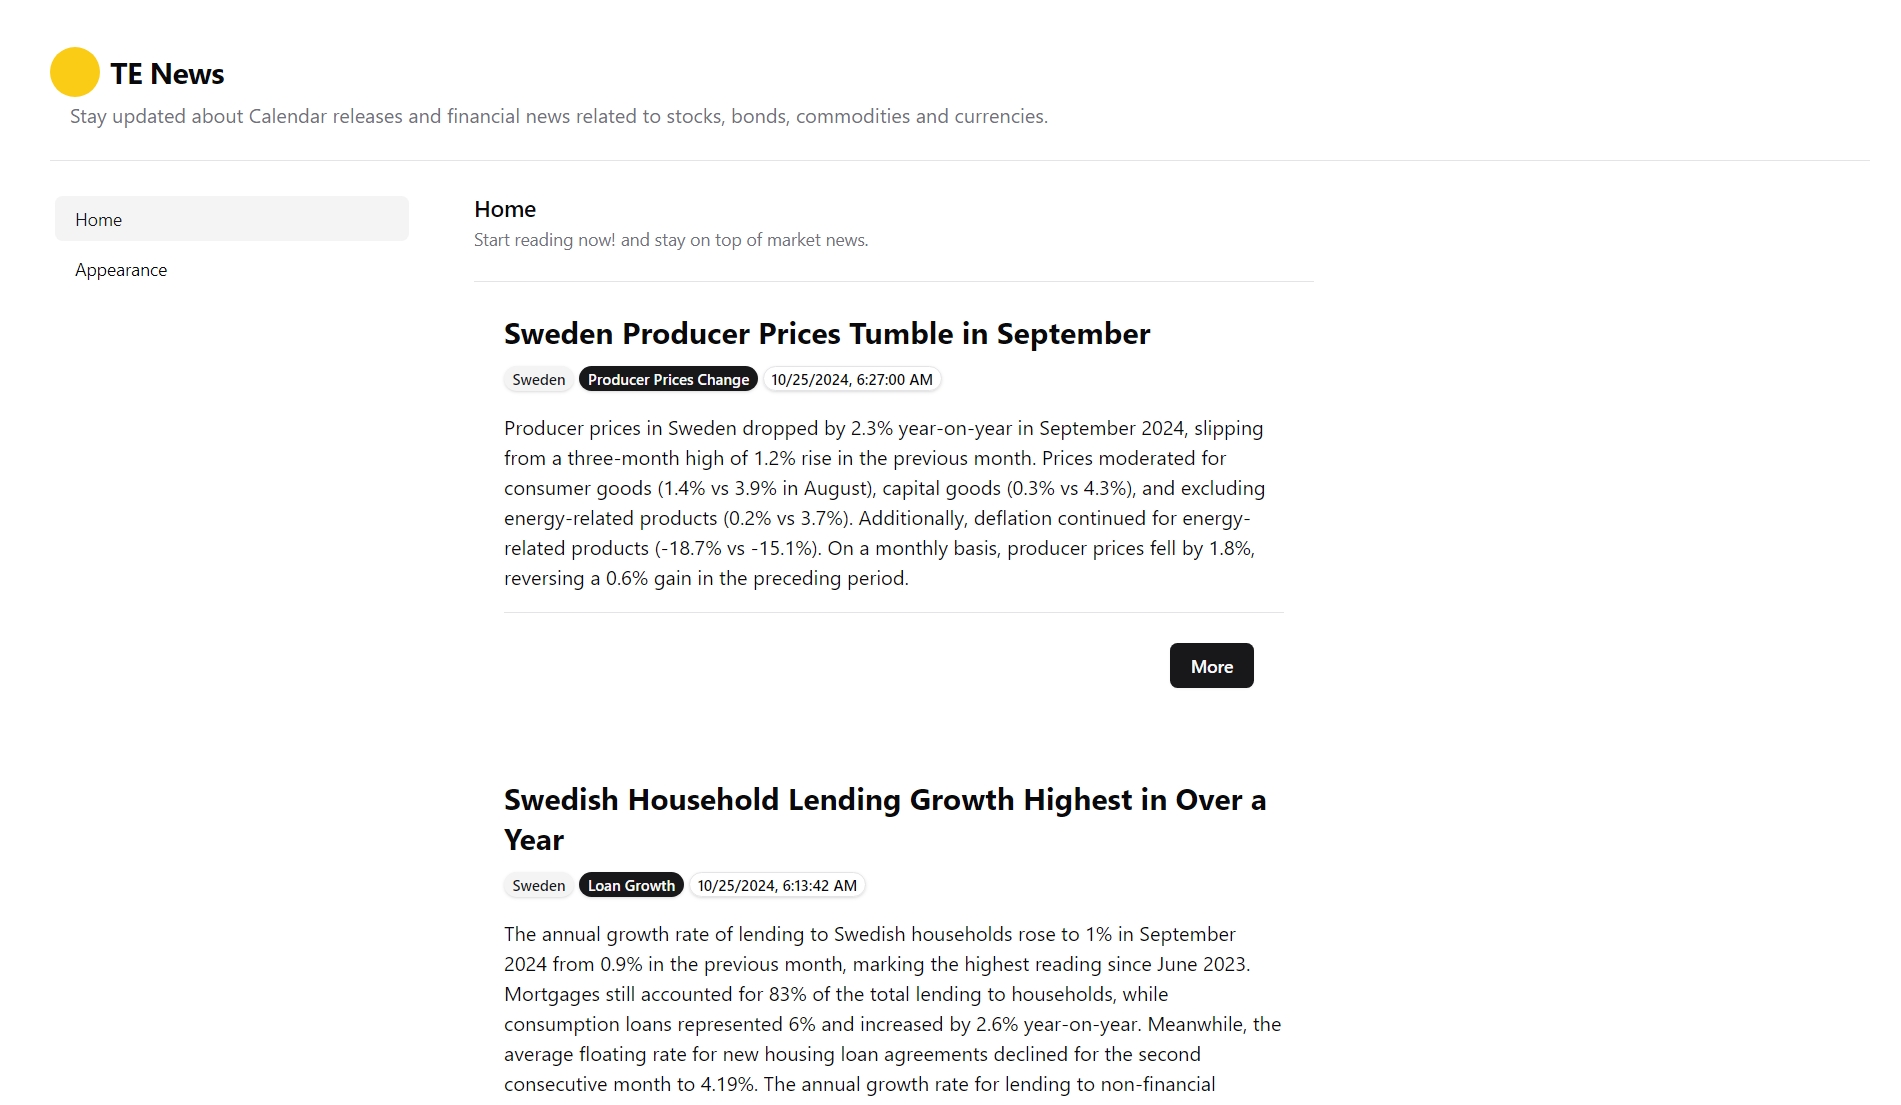 TE News
Stay updated about Calendar releases and financial news related to stocks, bonds, commodities and currencies.
Home
Appearance
Home
Start reading now! and stay on top of market news.
Sweden Producer Prices Tumble in September
Sweden Producer Prices Change 10/25/2024, 6:27:00 AM
Producer prices in Sweden dropped by 2.3% year-on-year in September 2024, slipping
from a three-month high of 1.2% rise in the previous month. Prices moderated for
consumer goods (1.4% vs 3.9% in August), capital goods (0.3% vs 4.3%), and excluding
energy-related products (0.2% vs 3.7%). Additionally, deflation continued for energy-
related products (-18.7% vs -15.1%). On a monthly basis, producer prices fell by 1.8%,
reversing a 0.6% gain in the preceding period.
More
Swedish Household Lending Growth Highest in Over a
Year
Sweden Loan Growth 10/25/2024, 6:13:42 AM
The annual growth rate of lending to Swedish households rose to 1% in September
2024 from 0.9% in the previous month, marking the highest reading since June 2023.
Mortgages still accounted for 83% of the total lending to households, while
consumption loans represented 6% and increased by 2.6% year-on-year. Meanwhile, the
average floating rate for new housing loan agreements declined for the second
consecutive month to 4.19%. The annual growth rate for lending to non-financial